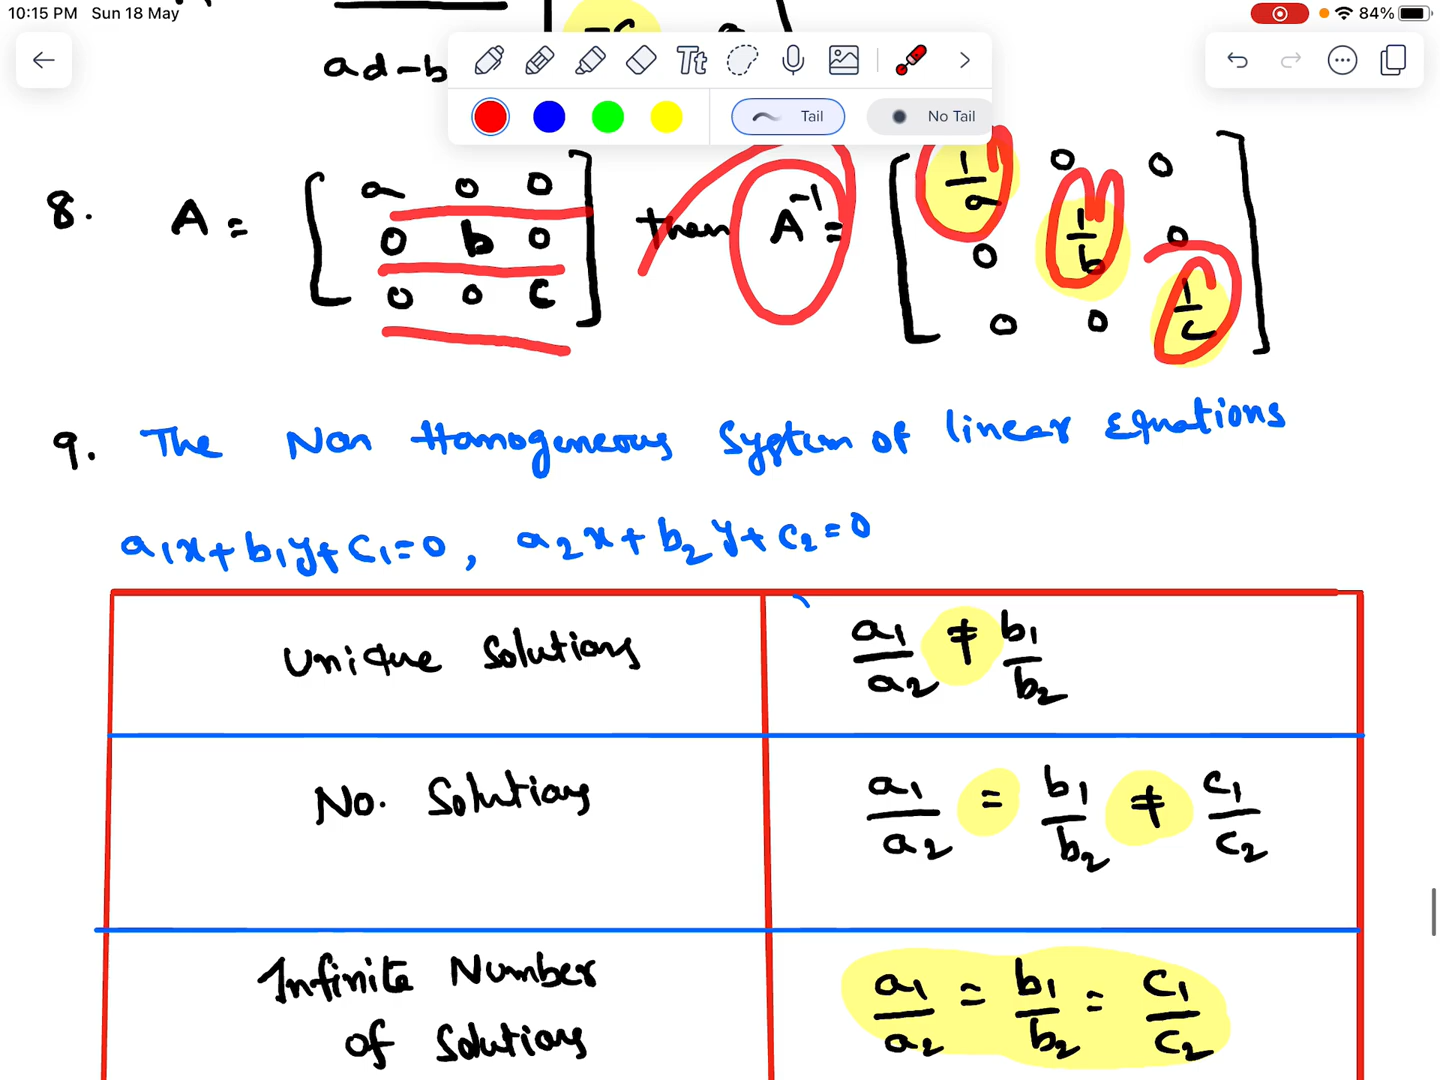 10:15 PM Sun 18 May 84%
ad-b
Tt
Tail No Tail
8. A = [ a 0 0 0 b 0 0 0 c ] then A⁻¹ = [ 1/a 0 0 0 1/b 0 0 0 1/c ]
9. The Non Homogeneous System of linear Equations
a₁x+b₁y+c₁=0, a₂x+b₂y+c₂=0
Unique Solutions a₁/a₂ ≠ b₁/b₂
No. Solutions a₁/a₂ = b₁/b₂ ≠ c₁/c₂
Infinite Number
of Solutions a₁/a₂ = b₁/b₂ = c₁/c₂